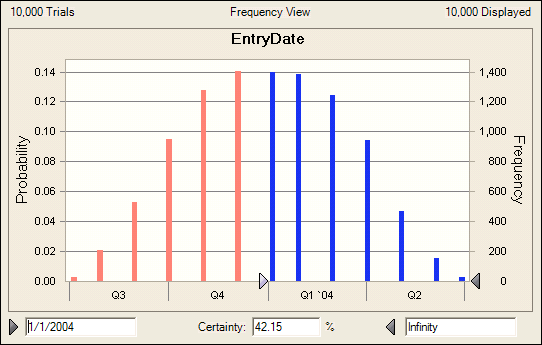 10,000 Trials Frequency View 10,000 Displayed
EntryDate
0.14 1,400
0.12 1,200
0.10 1,000
0.08 800
0.06 600
0.04 400
0.02 200
0.00 0
Probability
Frequency
Q3 Q4 Q1 `04 Q2
1/1/2004 Certainty: 42.15 % Infinity